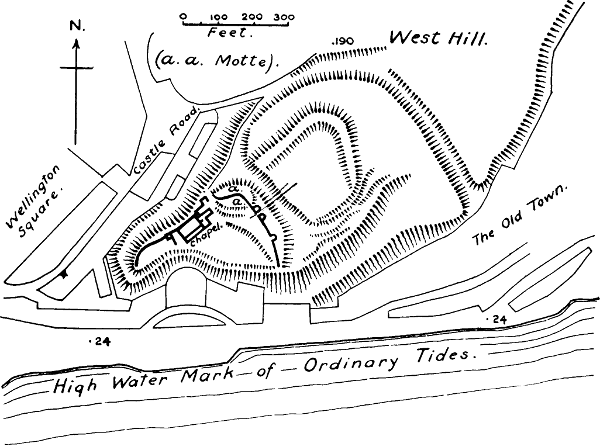 N.
0 100 200 300
Feet.
(a.a. Motte).
.190
West Hill.
Castle Road.
Wellington
Square.
a.
a.
Chapel.
The Old Town.
.24
.24
High Water Mark-of-Ordinary Tides.